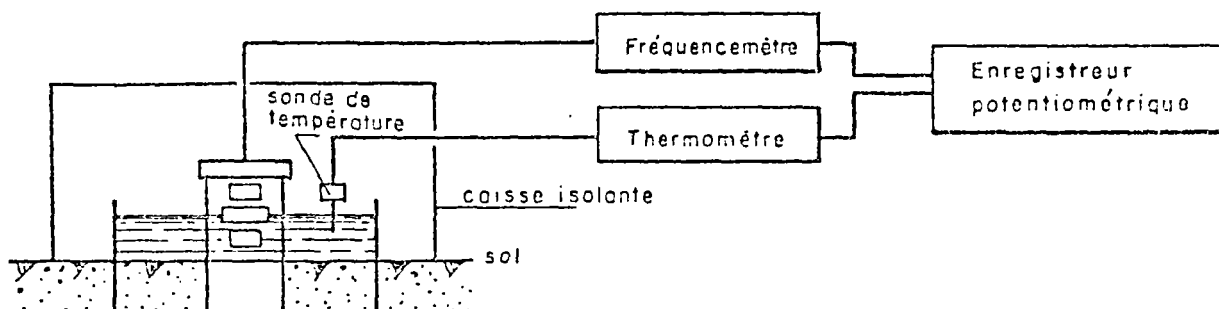 Fréquencemètre
Enregistreur
potentiométrique
sonde de
température
Thermomètre
caisse isolante
sol